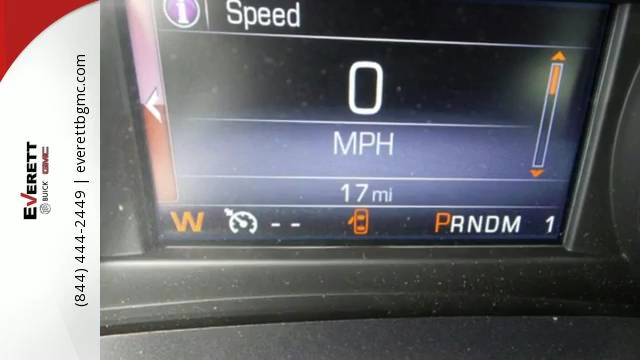 Speed
0
MPH
17 mi
W -- PRNDM 1
EVERETT
BUICK GMC
(844) 444-2449 | everettbgmc.com